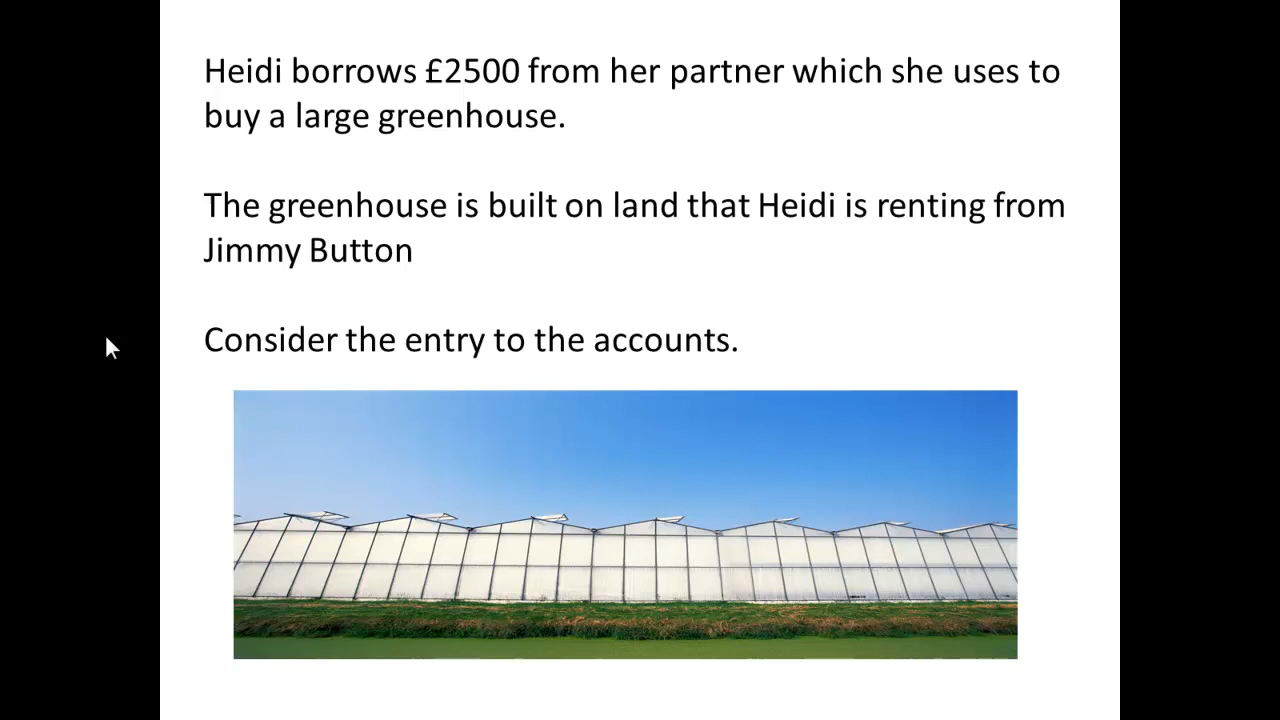 Heidi borrows £2500 from her partner which she uses to
buy a large greenhouse.
The greenhouse is built on land that Heidi is renting from
Jimmy Button
Consider the entry to the accounts.